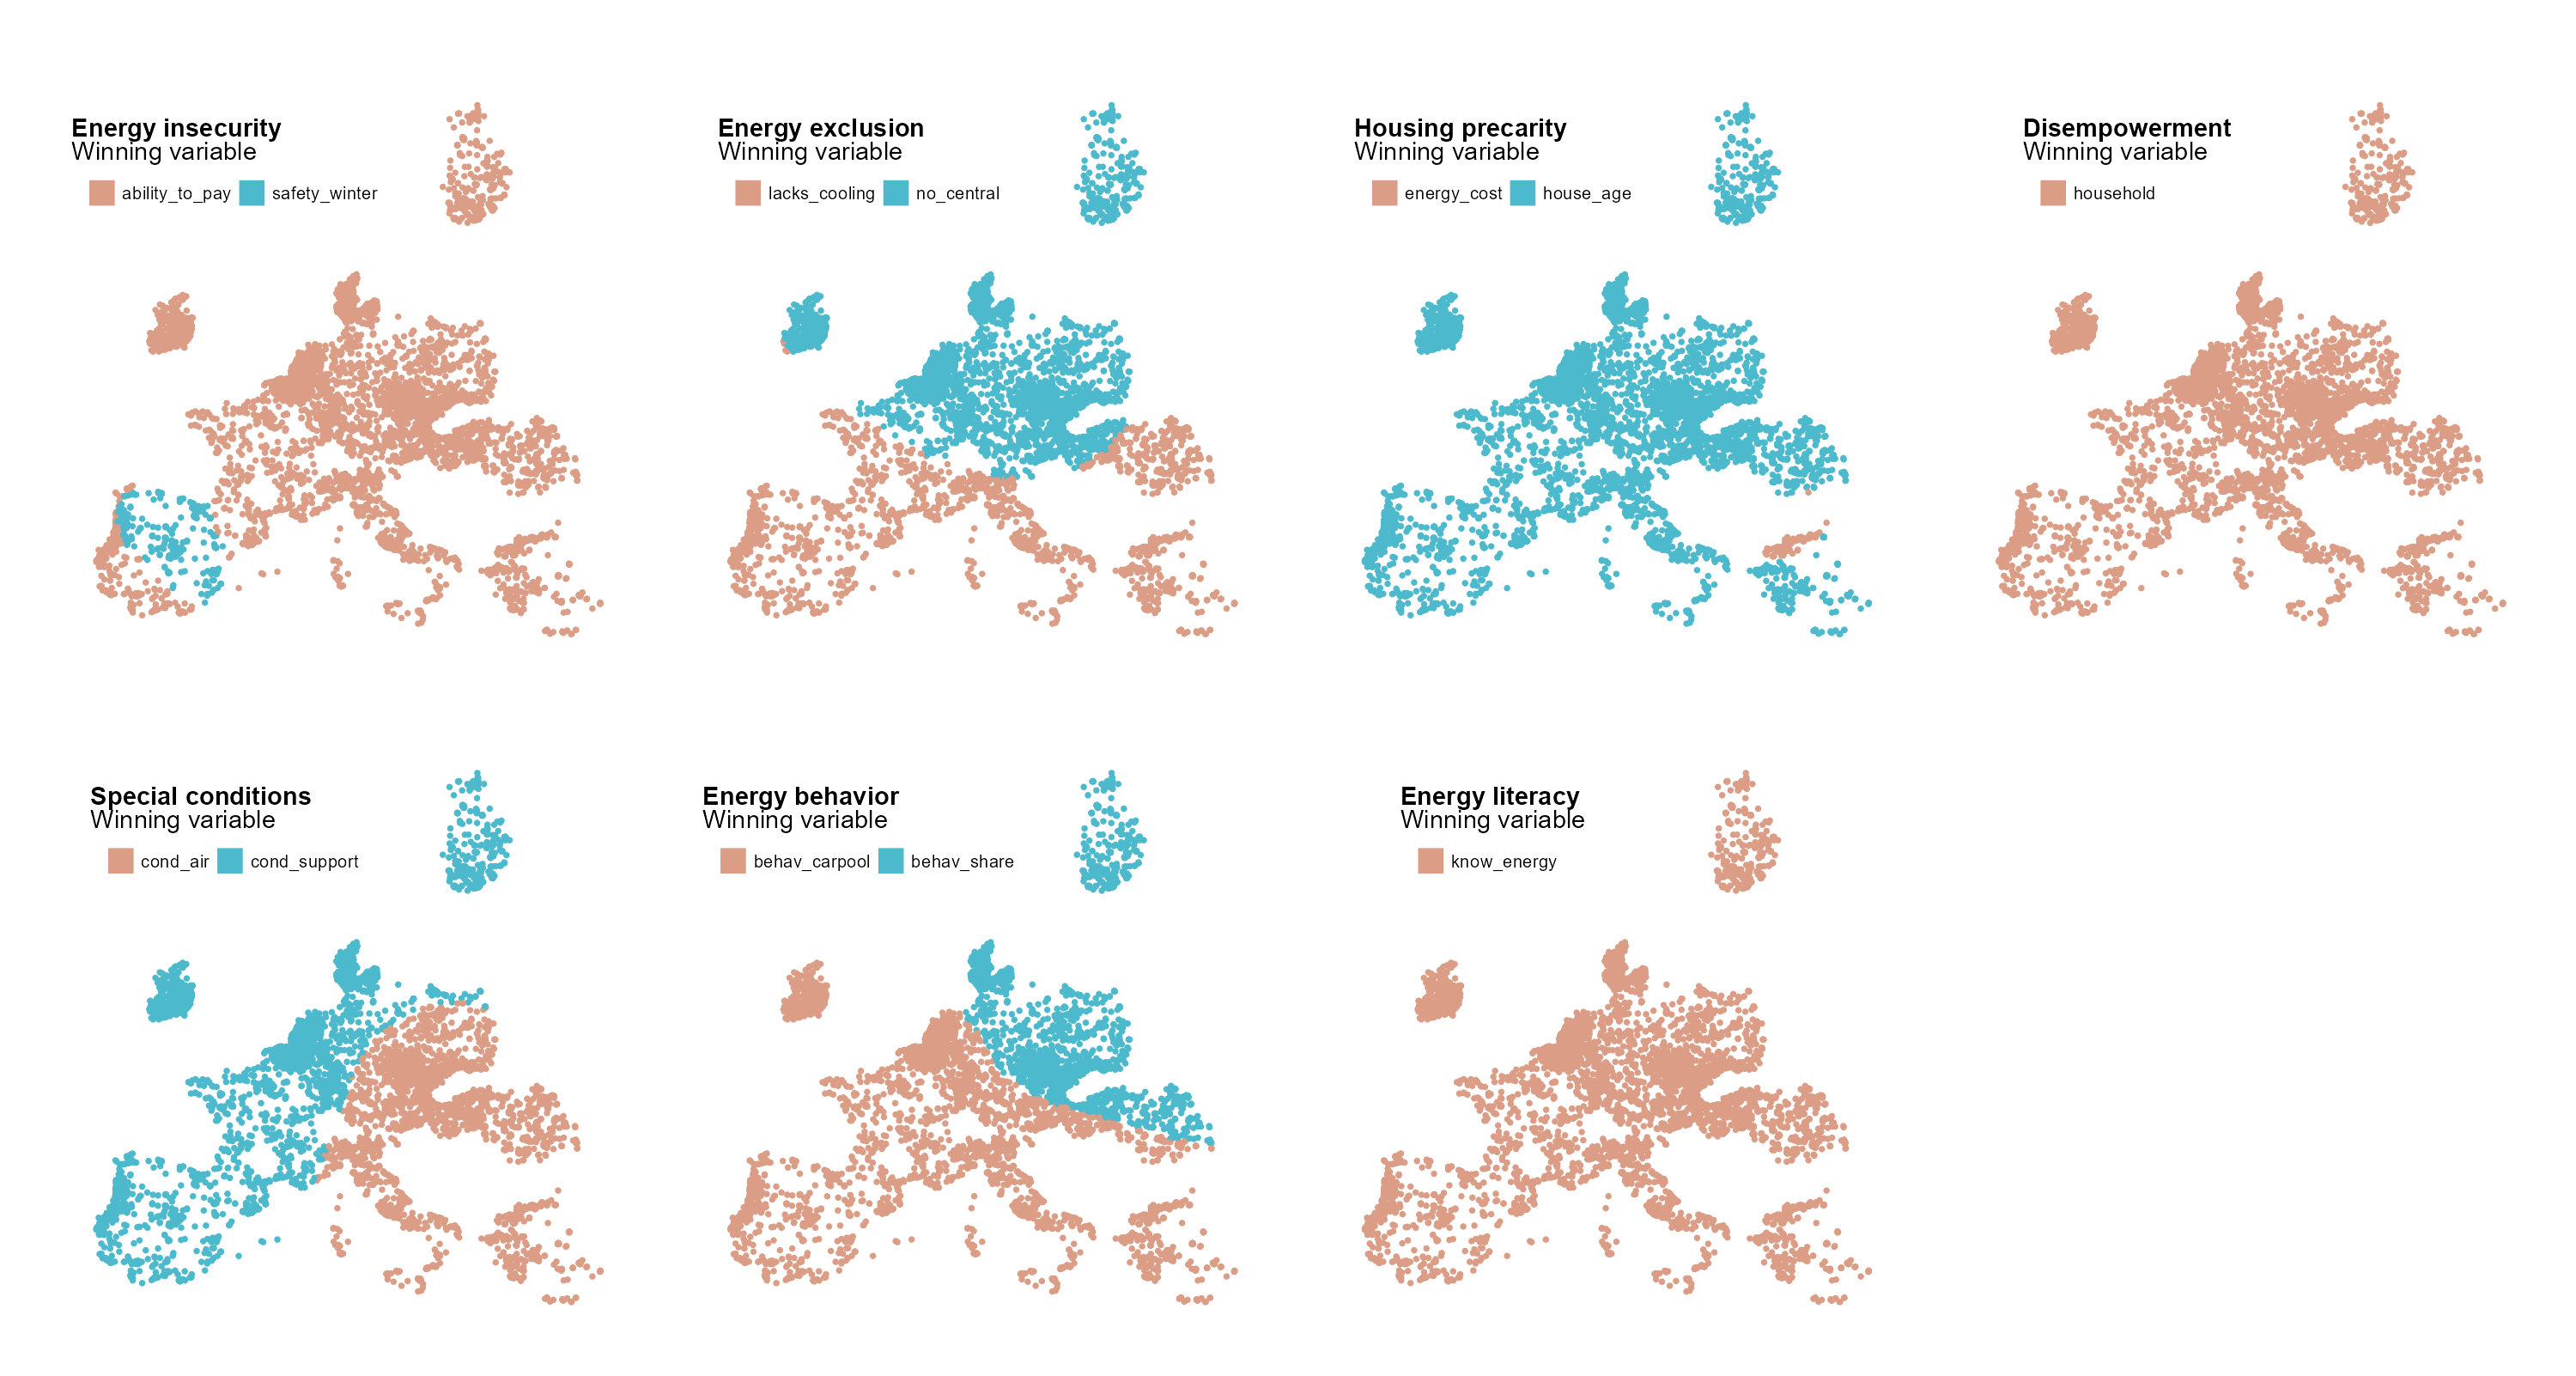 Energy insecurity
Winning variable
ability_to_pay safety_winter
Energy exclusion
Winning variable
lacks_cooling no_central
Housing precarity
Winning variable
energy_cost house_age
Disempowerment
Winning variable
household
Special conditions
Winning variable
cond_air cond_support
Energy behavior
Winning variable
behav_carpool behav_share
Energy literacy
Winning variable
know_energy